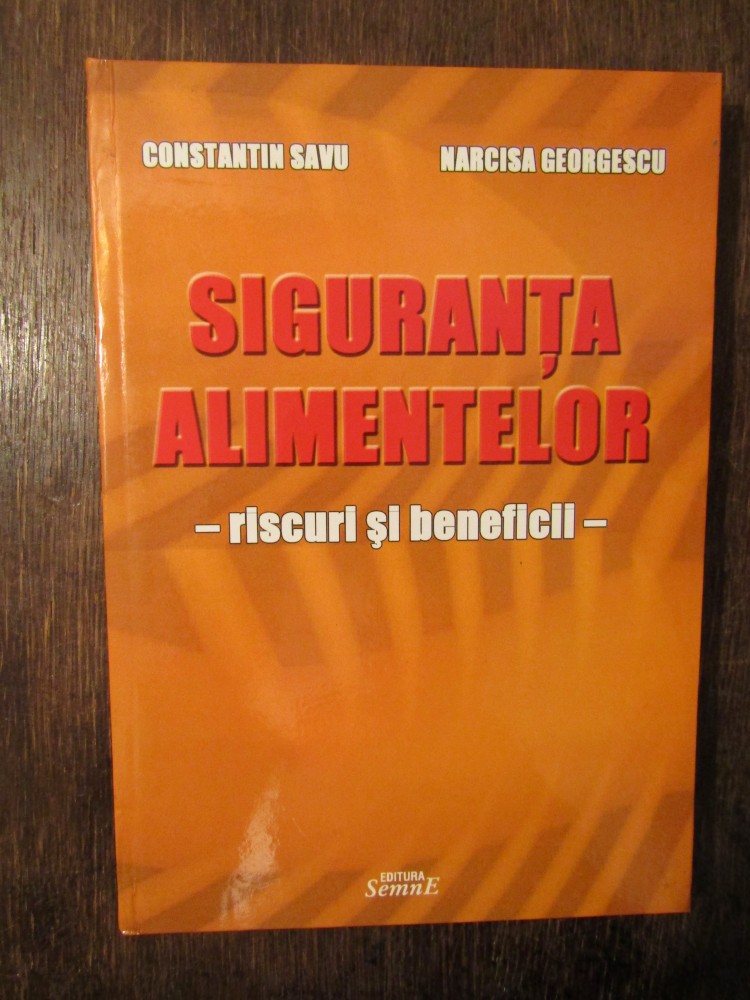 CONSTANTIN SAVU NARCISA GEORGESCU
SIGURANȚA
ALIMENTELOR
– riscuri şi beneficii –
EDITURA
SemnE